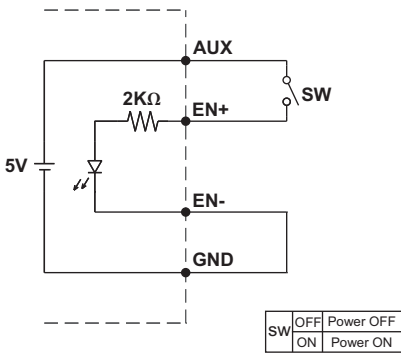 AUX
2KΩ
EN+
SW
5V
EN-
GND
SW OFF Power OFF
ON Power ON